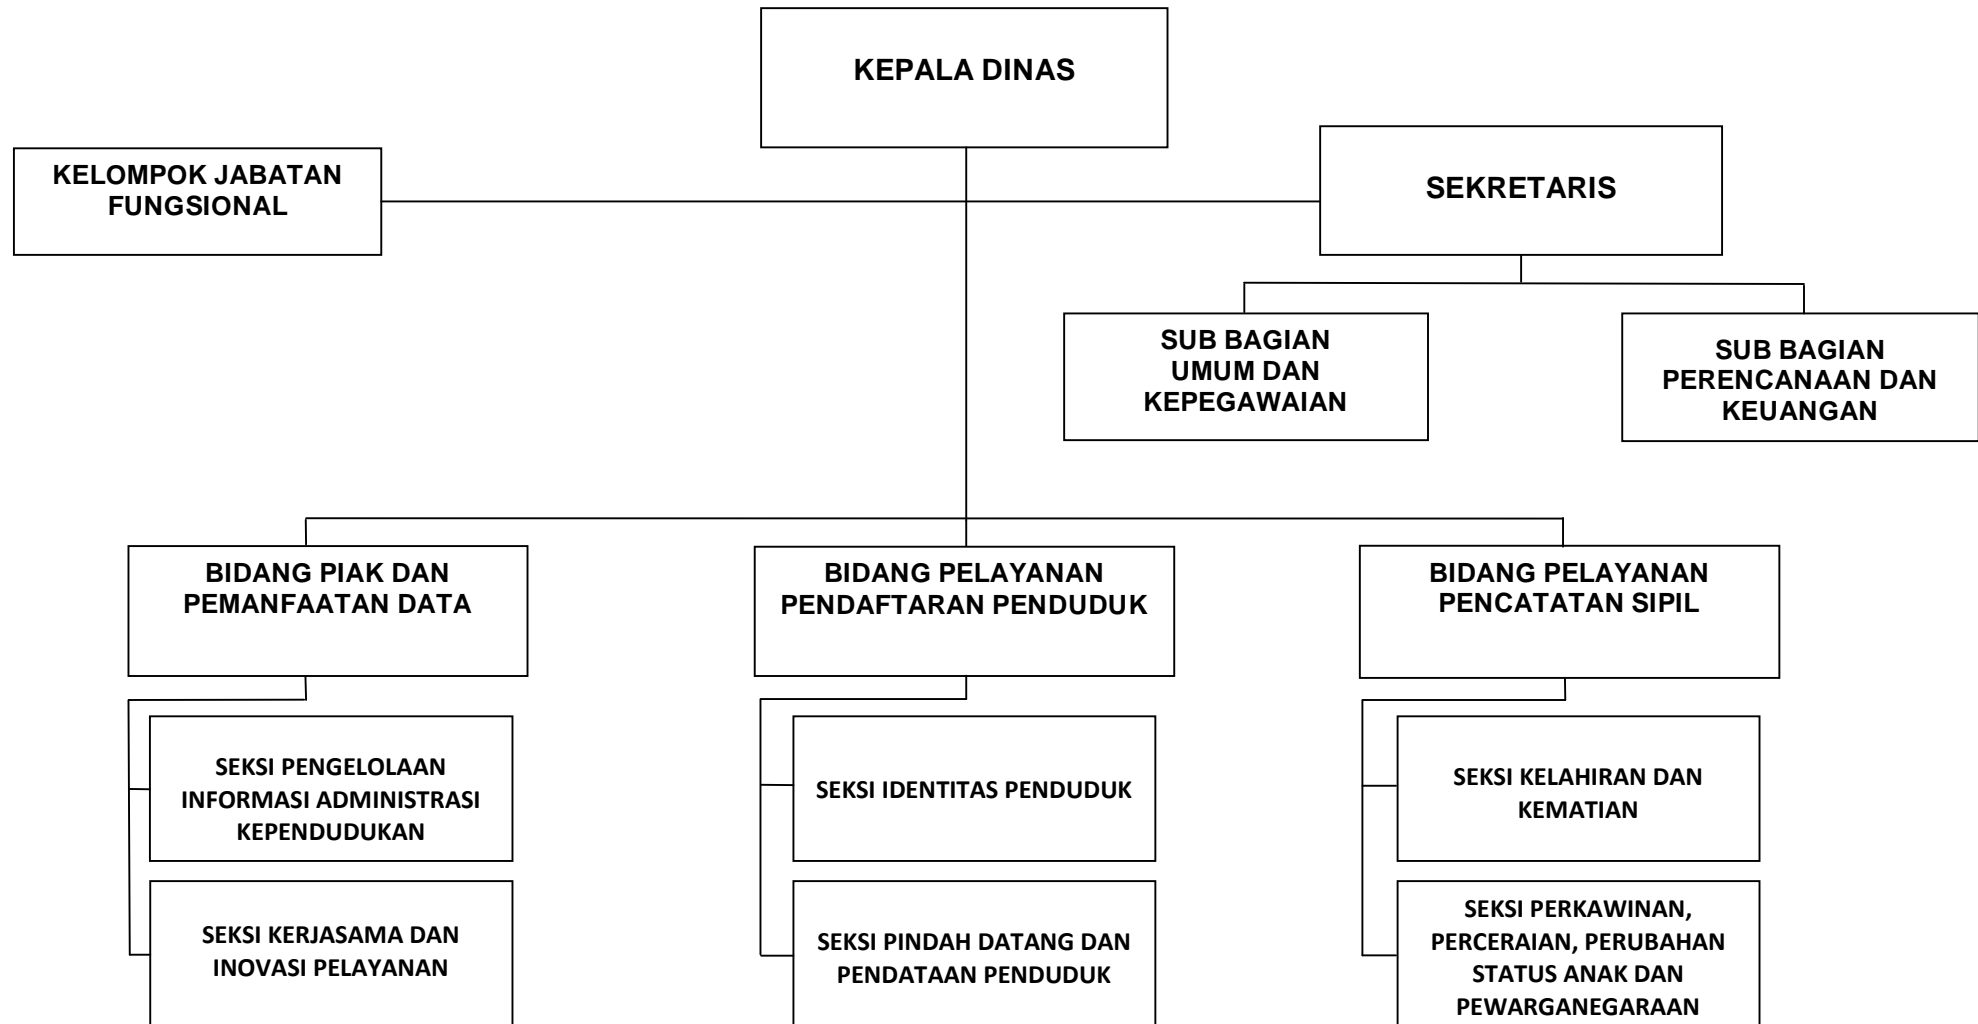 KEPALA DINAS
KELOMPOK JABATAN
FUNGSIONAL
SEKRETARIS
SUB BAGIAN
UMUM DAN
KEPEGAWAIAN
SUB BAGIAN
PERENCANAAN DAN
KEUANGAN
BIDANG PIAK DAN
PEMANFAATAN DATA
BIDANG PELAYANAN
PENDAFTARAN PENDUDUK
BIDANG PELAYANAN
PENCATATAN SIPIL
SEKSI PENGELOLAAN
INFORMASI ADMINISTRASI
KEPENDUDUKAN
SEKSI IDENTITAS PENDUDUK
SEKSI KELAHIRAN DAN
KEMATIAN
SEKSI KERJASAMA DAN
INOVASI PELAYANAN
SEKSI PINDAH DATANG DAN
PENDATAAN PENDUDUK
SEKSI PERKAWINAN,
PERCERAIAN, PERUBAHAN
STATUS ANAK DAN
PEWARGANEGARAAN